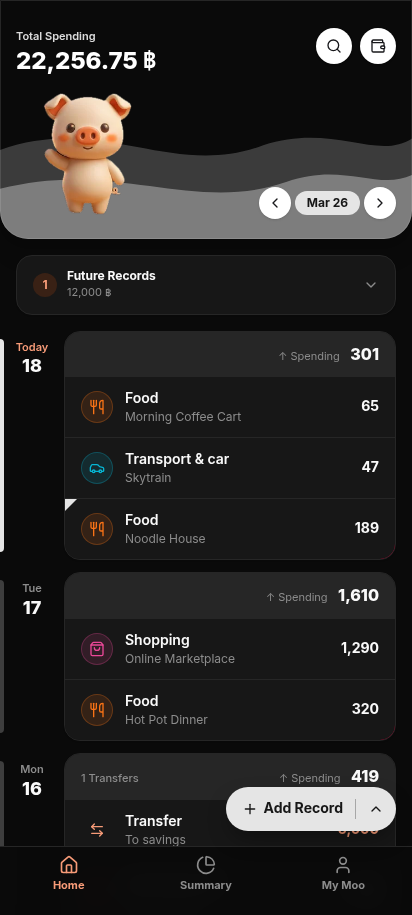 Total Spending
22,256.75 ฿
Mar 26
1
Future Records
12,000 ฿
Today
18
↑ Spending 301
Food
Morning Coffee Cart
65
Transport & car
Skytrain
47
Food
Noodle House
189
Tue
17
↑ Spending 1,610
Shopping
Online Marketplace
1,290
Food
Hot Pot Dinner
320
Mon
16
1 Transfers ↑ Spending 419
Transfer
To savings
+ Add Record
Home
Summary
My Moo